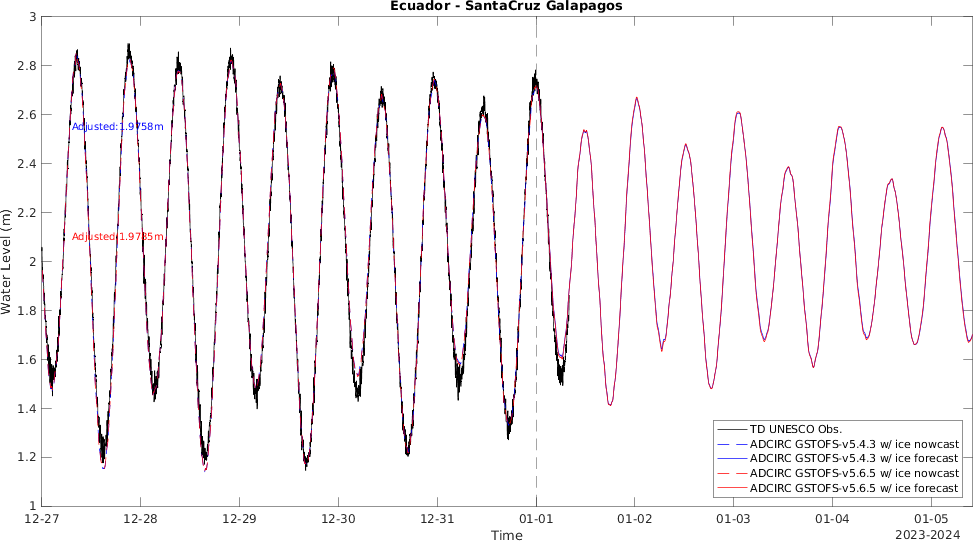 Ecuador - SantaCruz Galapagos
3
2.8
2.6
2.4
2.2
2
1.8
1.6
1.4
1.2
1
Water Level (m)
Adjusted:1.9758m
Adjusted:1.9735m
TD UNESCO Obs.
ADCIRC GSTOFS-v5.4.3 w/ ice nowcast
ADCIRC GSTOFS-v5.4.3 w/ ice forecast
ADCIRC GSTOFS-v5.6.5 w/ ice nowcast
ADCIRC GSTOFS-v5.6.5 w/ ice forecast
12-27 12-28 12-29 12-30 12-31 01-01 01-02 01-03 01-04 01-05
Time
2023-2024